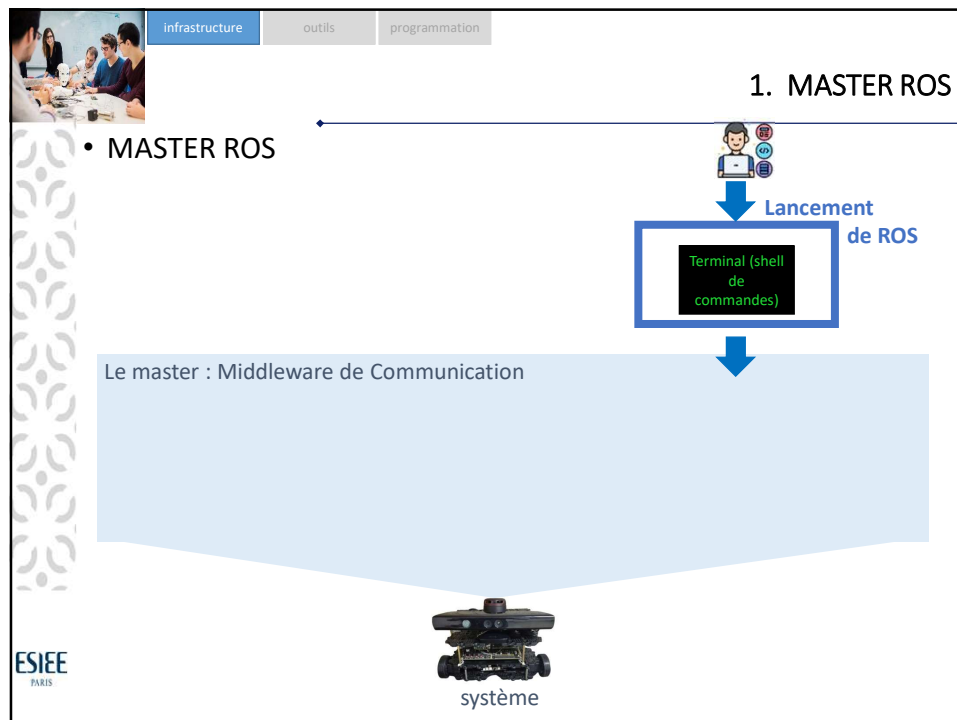 infrastructure
outils
programmation
1. MASTER ROS
• MASTER ROS
Lancement
de ROS
Terminal (shell
de
commandes)
Le master : Middleware de Communication
ESIEE
PARIS
système